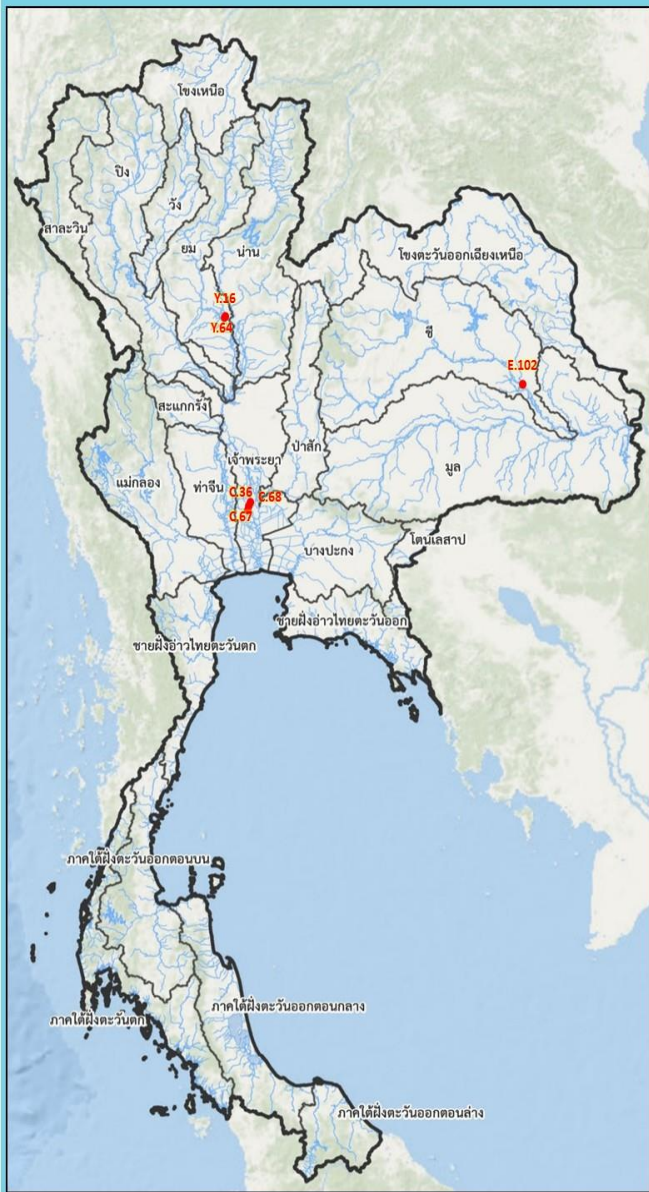 โขงเหนือ
ปิง
วัง
สาละวิน
ยม
น่าน
โขงตะวันออกเฉียงเหนือ
Y.16
Y.64
ชี
E.102
สะแกกรัง
ป่าสัก
เจ้าพระยา
มูล
แม่กลอง
ท่าจีน
C.36
C.68
C.67
บางปะกง
โตนเลสาป
ชายฝั่งอ่าวไทยตะวันออก
ชายฝั่งอ่าวไทยตะวันตก
ภาคใต้ฝั่งตะวันออกตอนบน
ภาคใต้ฝั่งตะวันออกตอนกลาง
ภาคใต้ฝั่งตะวันตก
ภาคใต้ฝั่งตะวันออกตอนล่าง